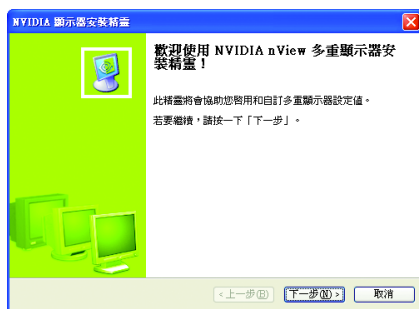 NVIDIA 顯示器安裝精靈
歡迎使用 NVIDIA nView 多重顯示器安
裝精靈！
此精靈將會協助您啓用和自訂多重顯示器設定值。
若要繼續，請按一下「下一步」。
<上一步(B)
下一步(N)>
取消